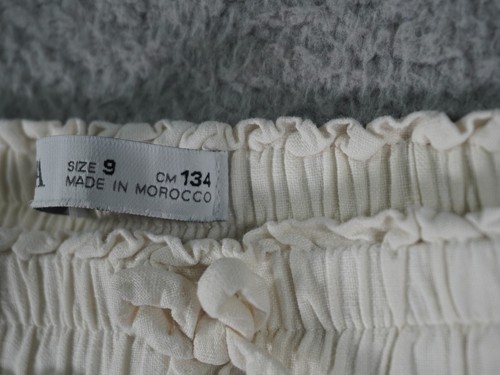 A
SIZE 9 CM 134
MADE IN MOROCCO